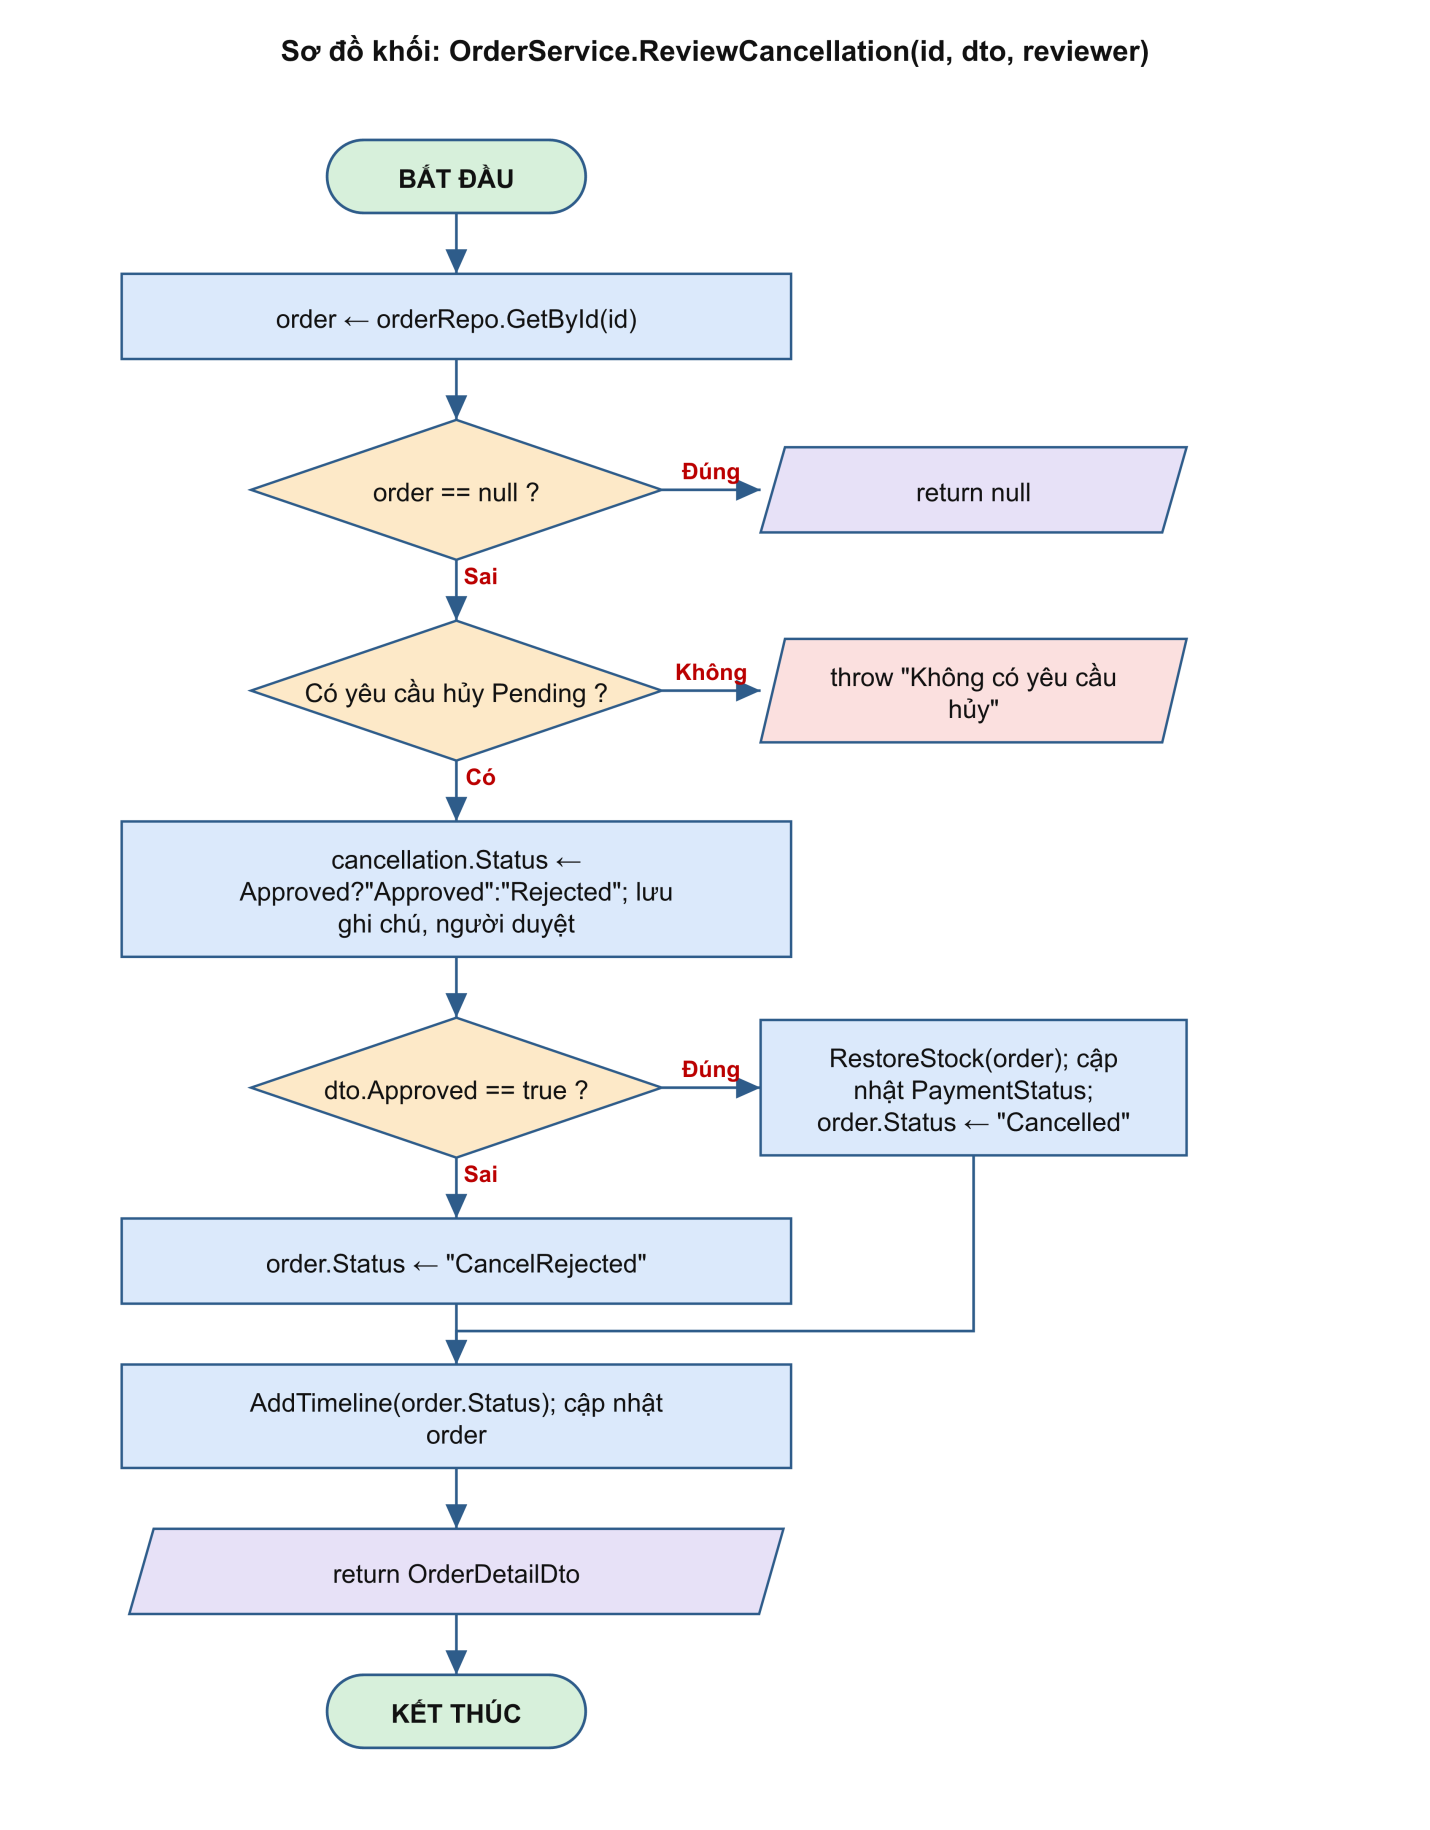 Sơ đồ khối: OrderService.ReviewCancellation(id, dto, reviewer)
BẮT ĐẦU
order ← orderRepo.GetById(id)
order == null ?
Đúng
return null
Sai
Có yêu cầu hủy Pending ?
Không
throw "Không có yêu cầu
hủy"
Có
cancellation.Status ←
Approved?"Approved":"Rejected"; lưu
ghi chú, người duyệt
dto.Approved == true ?
Đúng
RestoreStock(order); cập
nhật PaymentStatus;
order.Status ← "Cancelled"
Sai
order.Status ← "CancelRejected"
AddTimeline(order.Status); cập nhật
order
return OrderDetailDto
KẾT THÚC